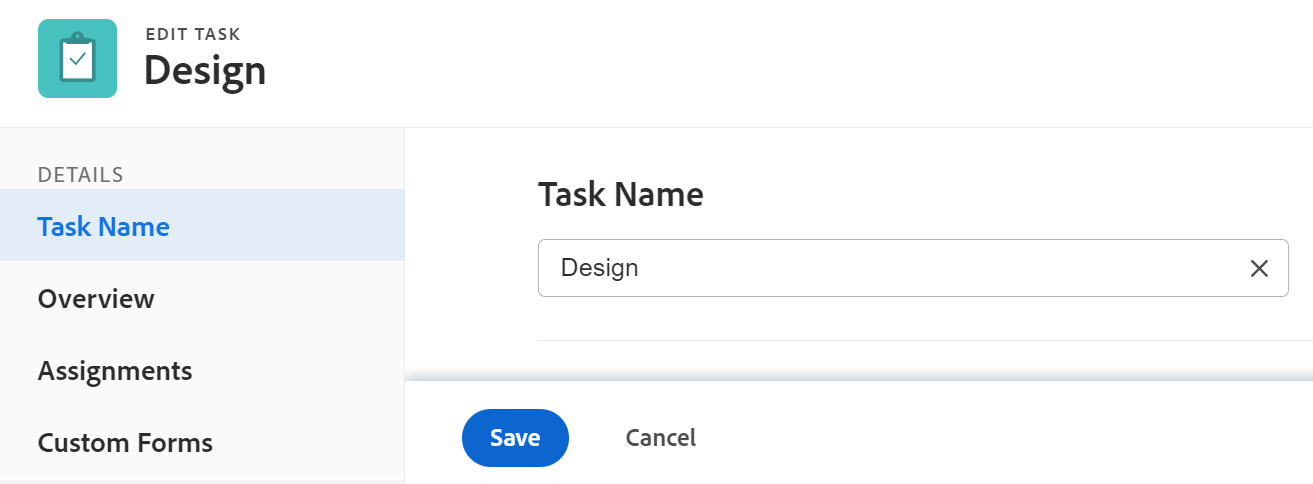 EDIT TASK
Design
DETAILS
Task Name
Overview
Assignments
Custom Forms
Task Name
Design
Save
Cancel